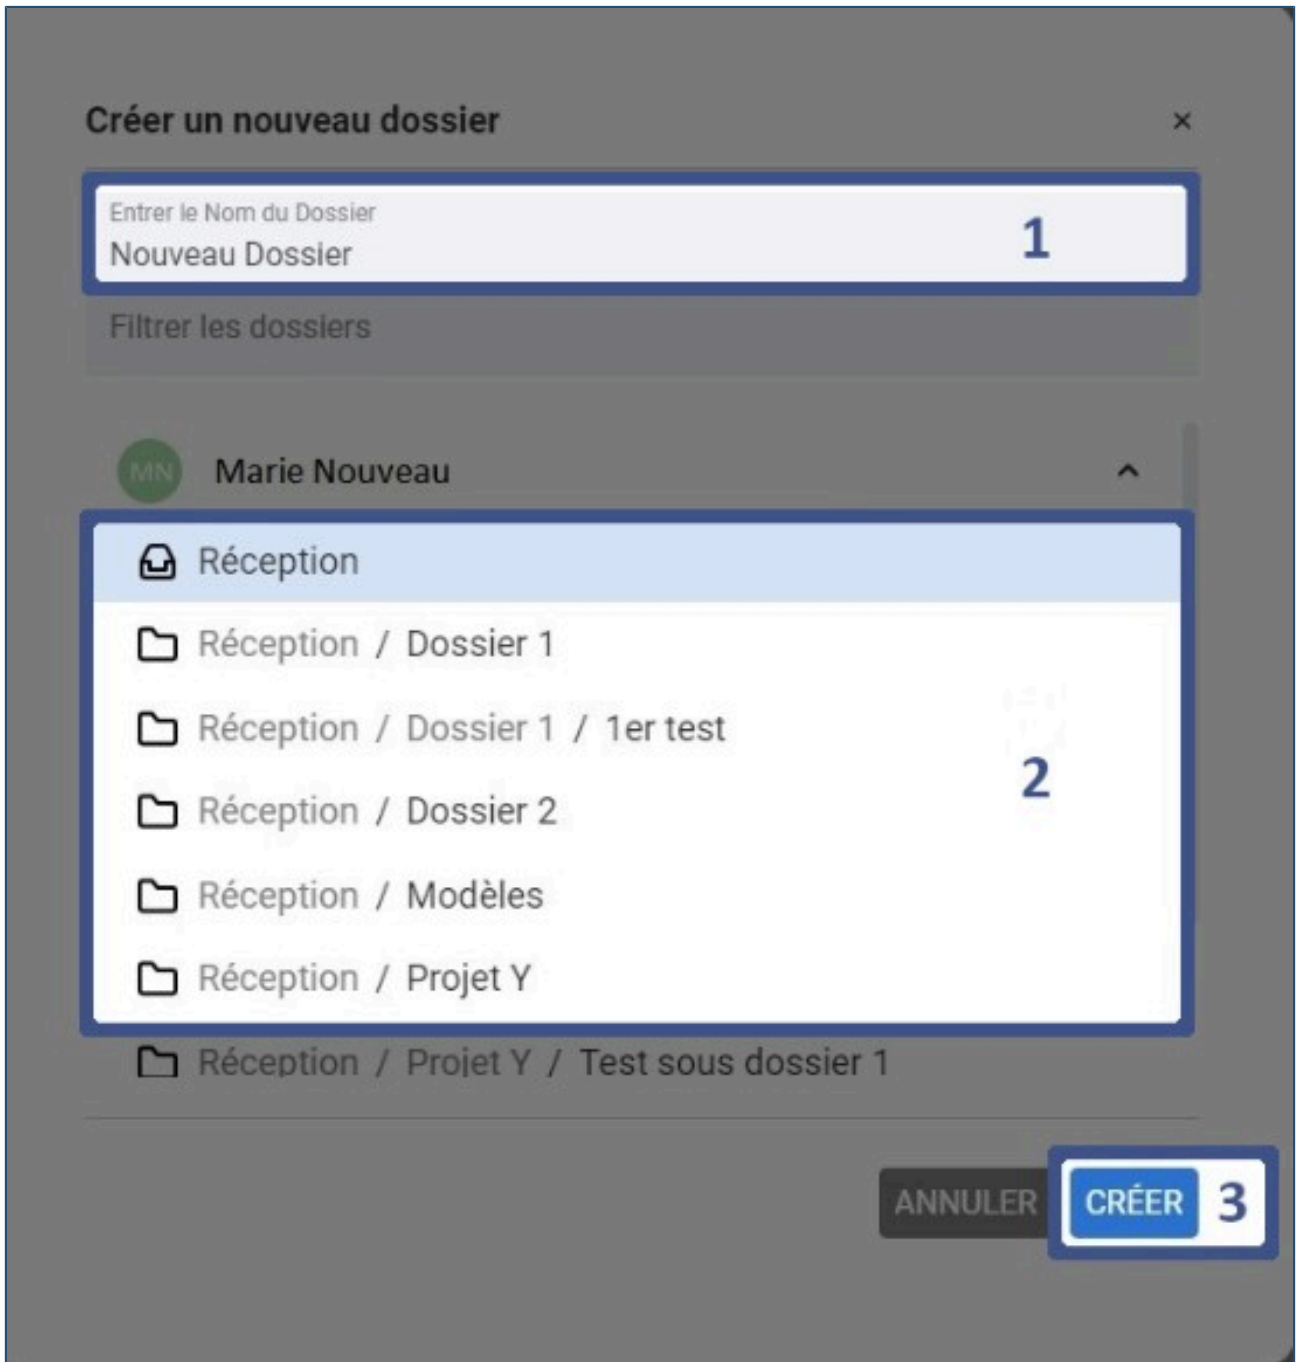 Créer un nouveau dossier ×
Entrer le Nom du Dossier
Nouveau Dossier
1
Filtrer les dossiers
MN Marie Nouveau
Réception
Réception / Dossier 1
Réception / Dossier 1 / 1er test
2
Réception / Dossier 2
Réception / Modèles
Réception / Projet Y
Réception / Projet Y / Test sous dossier 1
ANNULER CRÉER 3